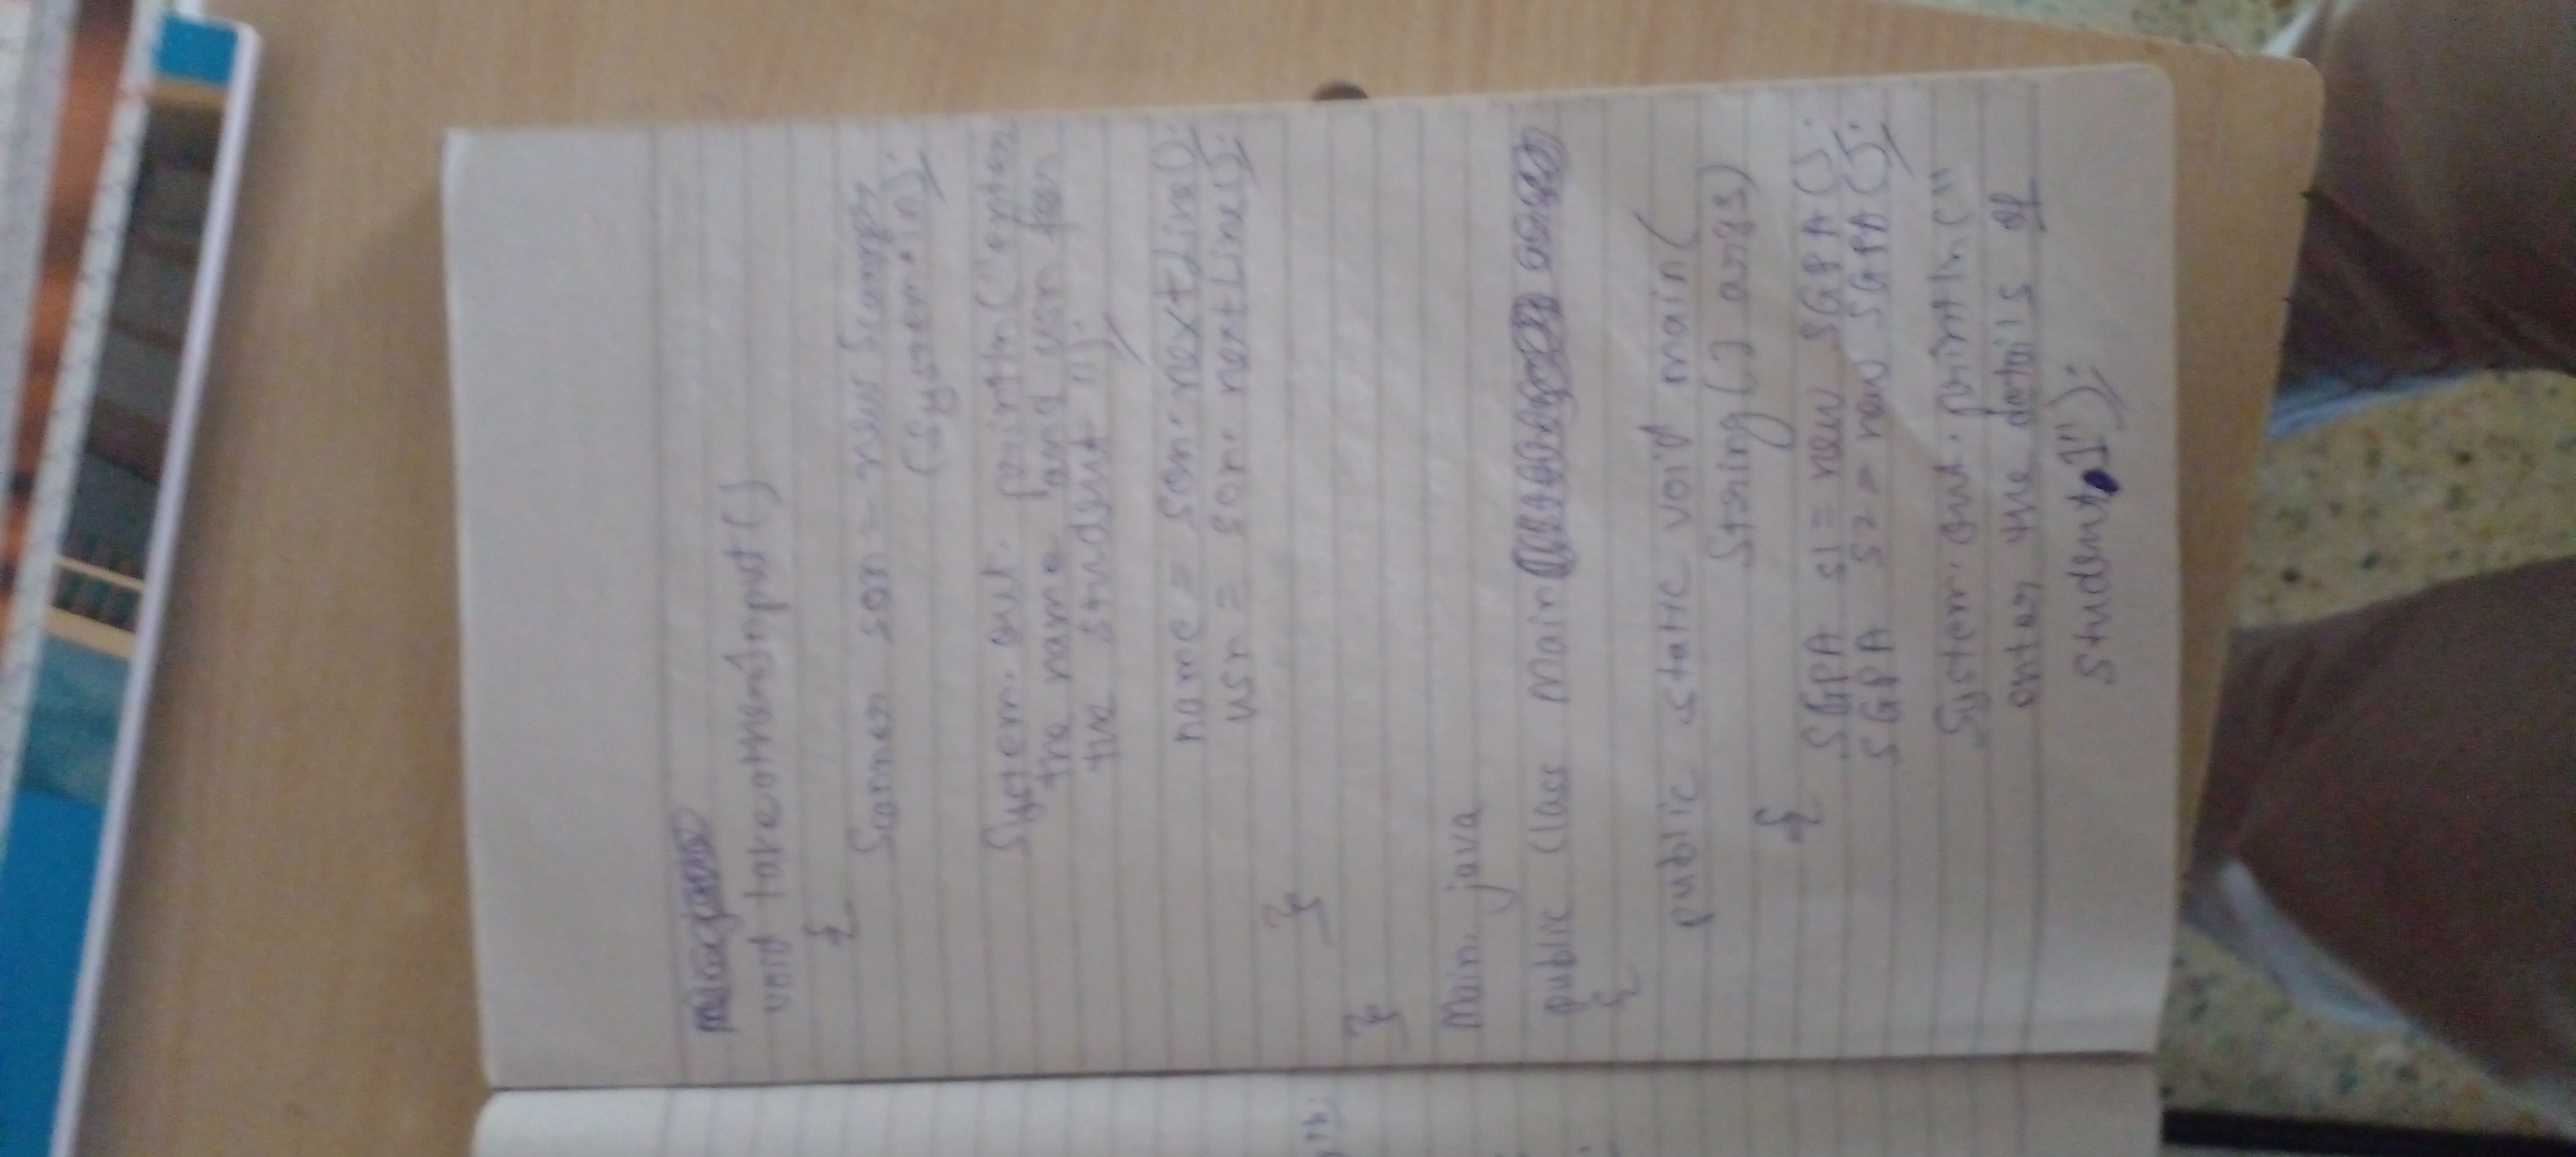 void takeotherinput()
{
Scanner scn = new Scanner
(System.in);
System.out.println("enter
the name and usn for
the student ");
name = scn.nextLine();
usn = scn.nextLine();
}
}
Main.java
public class Main
{
public static void main(
String[] args)
{
SGPA s1 = new SGPA();
SGPA s2 = new SGPA();
System.out.println("
enter the details of
student 1");